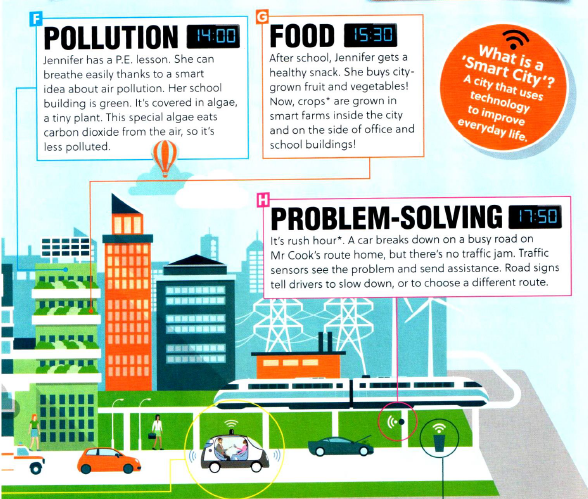 F
POLLUTION 14:00
Jennifer has a P.E. lesson. She can
breathe easily thanks to a smart
idea about air pollution. Her school
building is green. It's covered in algae,
a tiny plant. This special algae eats
carbon dioxide from the air, so it's
less polluted.
G
FOOD 15:30
After school, Jennifer gets a
healthy snack. She buys city-
grown fruit and vegetables!
Now, crops* are grown in
smart farms inside the city
and on the side of office and
school buildings!
What is a
'Smart City'?
A city that uses
technology
to improve
everyday life.
H
PROBLEM-SOLVING 17:50
It's rush hour*. A car breaks down on a busy road on
Mr Cook's route home, but there's no traffic jam. Traffic
sensors see the problem and send assistance. Road signs
tell drivers to slow down, or to choose a different route.